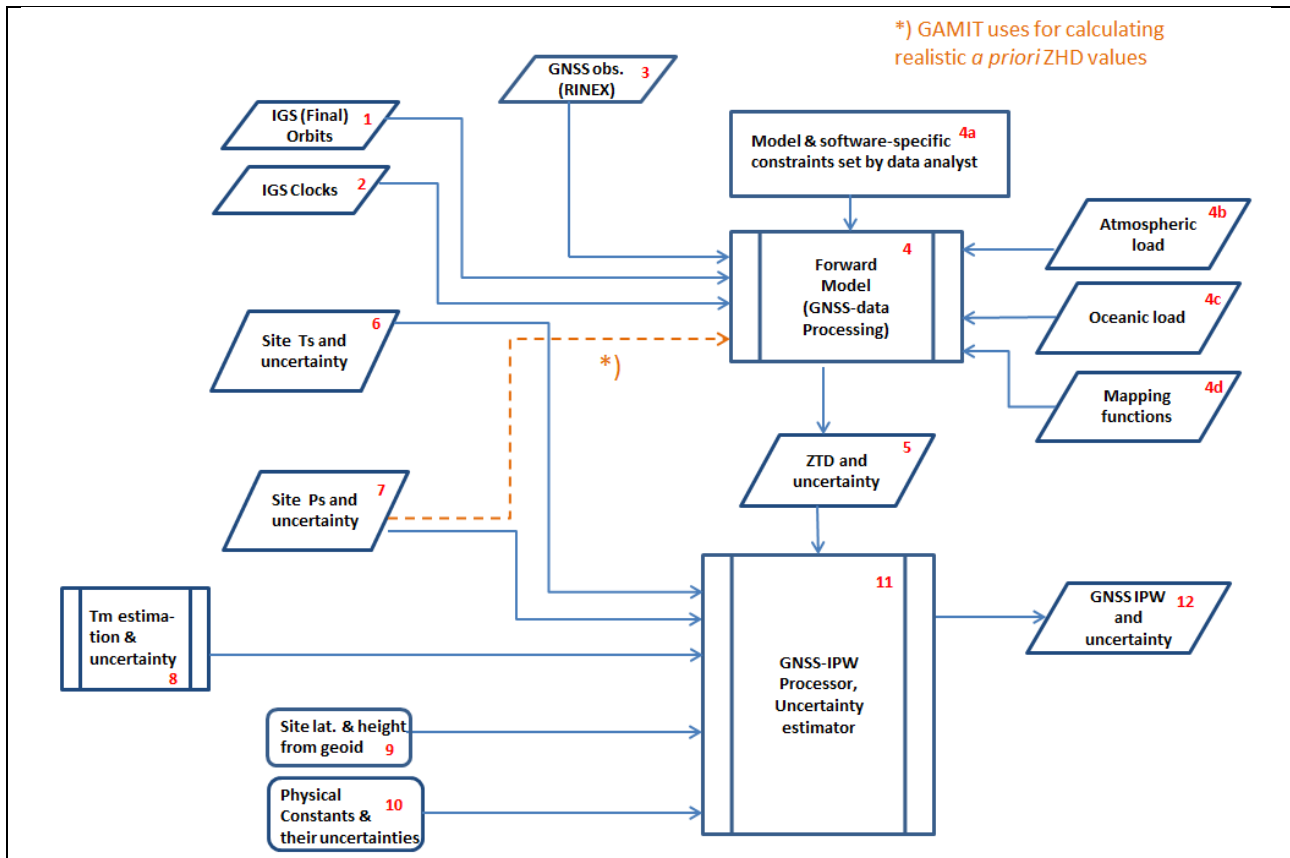 *) GAMIT uses for calculating
realistic a priori ZHD values
GNSS obs. 3
(RINEX)
IGS (Final) 1
Orbits
IGS Clocks 2
Model & software-specific 4a
constraints set by data analyst
4
Forward
Model
(GNSS-data
Processing)
4b
Atmospheric
load
4c
Oceanic load
4d
Mapping
functions
6
Site Ts and
uncertainty
*)
5
ZTD and
uncertainty
7
Site Ps and
uncertainty
Tm estima-
tion &
uncertainty
8
11
GNSS-IPW
Processor,
Uncertainty
estimator
GNSS IPW 12
and
uncertainty
Site lat. & height
from geoid 9
Physical
Constants & 10
their uncertainties